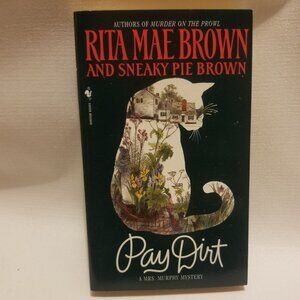 AUTHORS OF MURDER ON THE PROWL
RITA MAE BROWN
AND SNEAKY PIE BROWN
Pay Dirt
A MRS. MURPHY MYSTERY